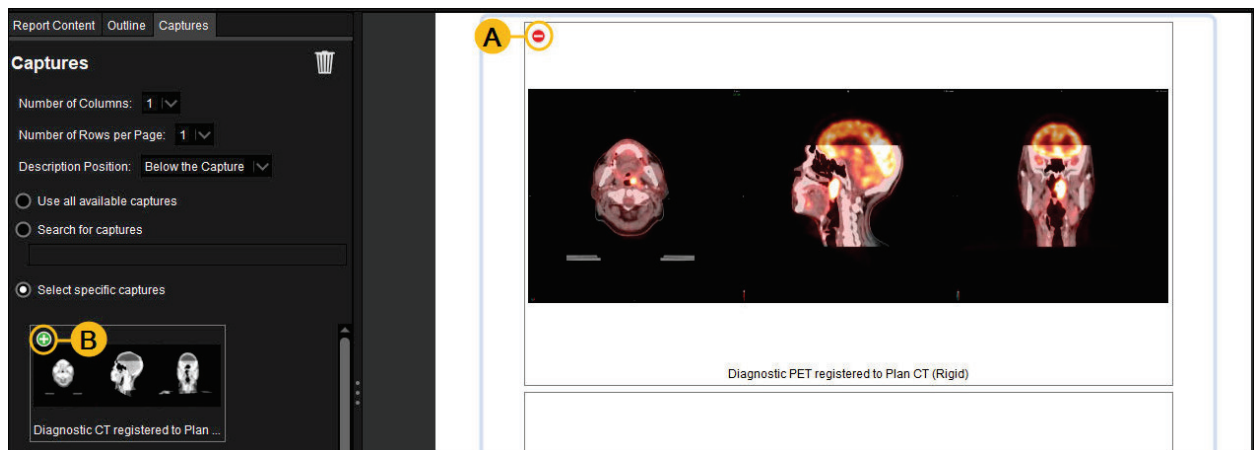 Report Content Outline Captures
Captures
Number of Columns: 1
Number of Rows per Page: 1
Description Position: Below the Capture
Use all available captures
Search for captures
Select specific captures
B
Diagnostic CT registered to Plan ...
A
Diagnostic PET registered to Plan CT (Rigid)